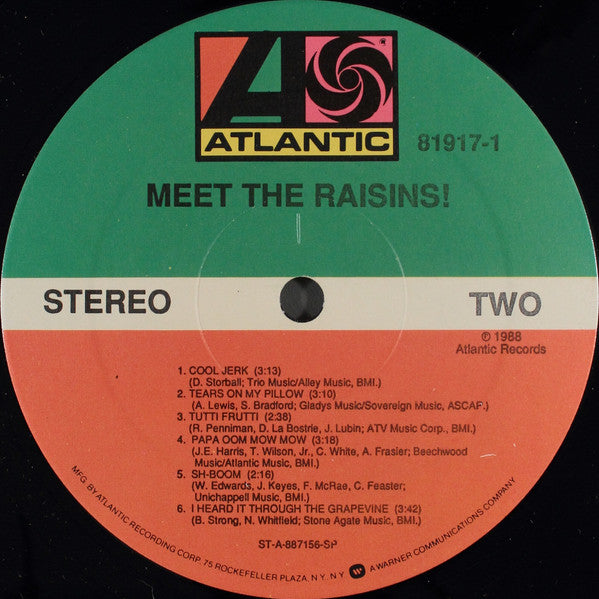 ATLANTIC
81917-1
MEET THE RAISINS!
STEREO
TWO
℗ 1988
Atlantic Records
1. COOL JERK (3:13)
(D. Storball; Trio Music/Alley Music, BMI.)
2. TEARS ON MY PILLOW (3:10)
(A. Lewis, S. Bradford; Gladys Music/Sovereign Music, ASCAF.)
3. TUTTI FRUTTI (2:38)
(R. Penniman, D. La Bostrie, J. Lubin; ATV Music Corp., BMI.)
4. PAPA OOM MOW MOW (3:18)
(J.E. Harris, T. Wilson, Jr., C. White, A. Frasier; Beechwood
Music/Atlantic Music, BMI.)
5. SH-BOOM (2:16)
(W. Edwards, J. Keyes, F. McRae, C. Feaster;
Unichappell Music, BMI.)
6. I HEARD IT THROUGH THE GRAPEVINE (3:42)
(B. Strong, N. Whitfield; Stone Agate Music, BMI.)
ST-A-887156-SP
MFG. BY ATLANTIC RECORDING CORP. 75 ROCKEFELLER PLAZA, N.Y. N.Y. A WARNER COMMUNICATIONS COMPANY